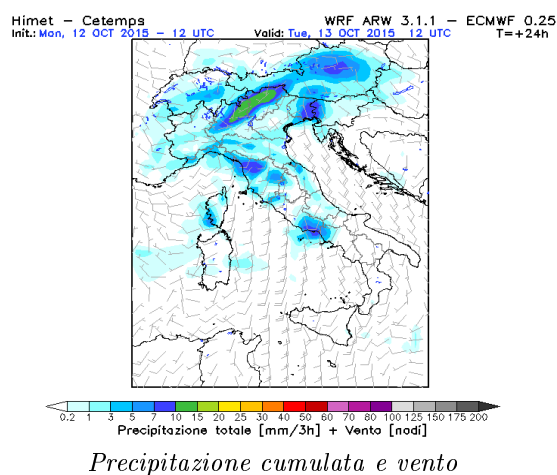 Himet – Cetemps WRF ARW 3.1.1 – ECMWF 0.25
Init.: Mon, 12 OCT 2015 – 12 UTC Valid: Tue, 13 OCT 2015 12 UTC T=+24h
0.2 1 3 5 7 10 15 20 25 30 40 50 60 70 80 100 125 150 175 200
Precipitazione totale [mm/3h] + Vento [nodi]
Precipitazione cumulata e vento